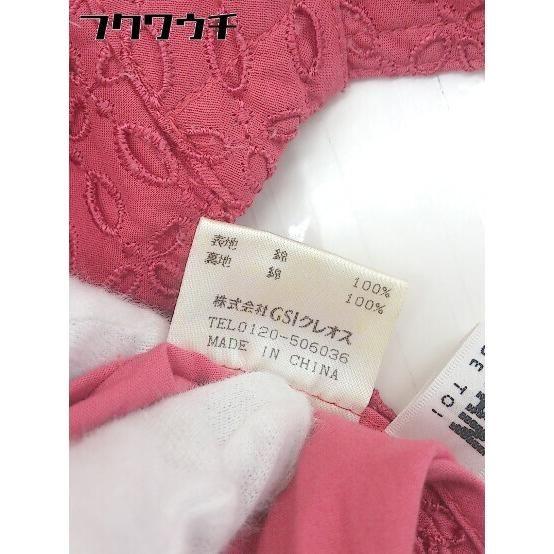 フクワウチ
表地 綿 100%
裏地 綿 100%
株式会社GSIクレオス
TEL0120-506036
MADE IN CHINA
E TO!